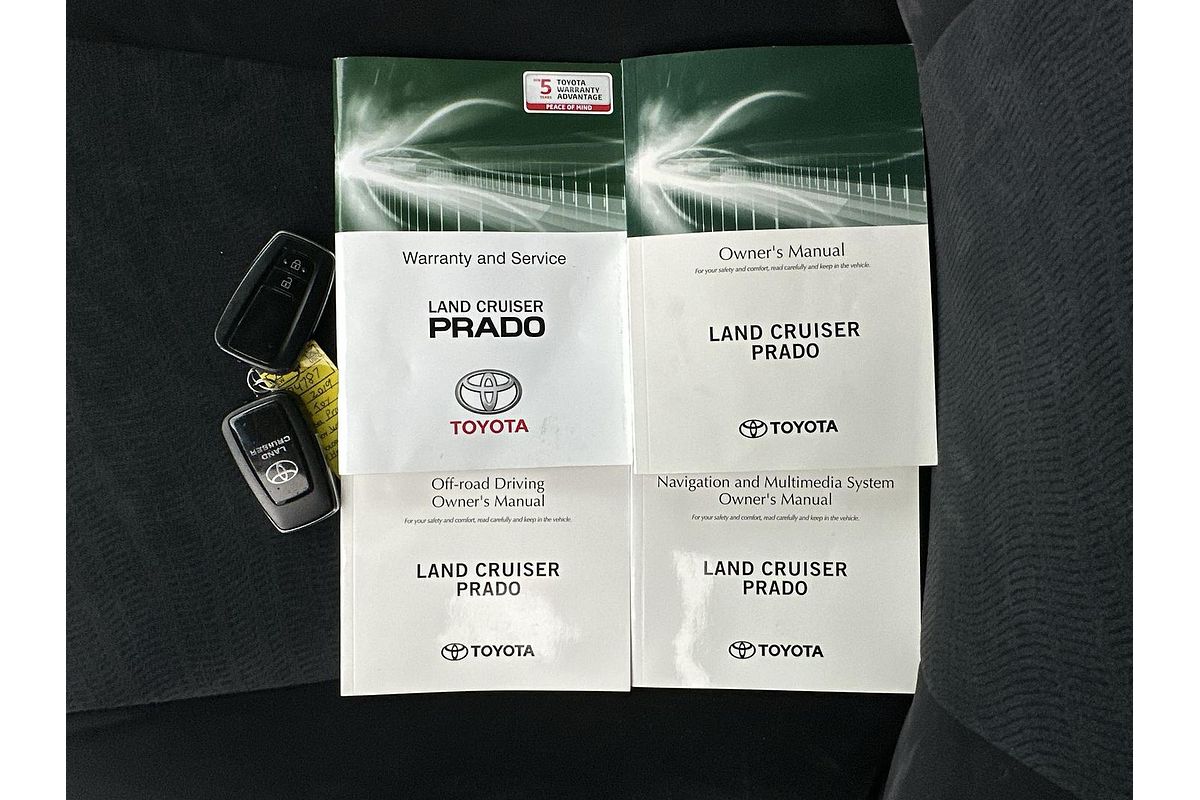 5
TOYOTA
WARRANTY
ADVANTAGE
PEACE OF MIND
Warranty and Service
LAND CRUISER
PRADO
TOYOTA
Owner's Manual
For your safety and comfort, read carefully and keep in the vehicle.
LAND CRUISER
PRADO
TOYOTA
2019
LAND
CRUISER
Off-road Driving
Owner's Manual
For your safety and comfort, read carefully and keep in the vehicle.
LAND CRUISER
PRADO
TOYOTA
Navigation and Multimedia System
Owner's Manual
For your safety and comfort, read carefully and keep in the vehicle.
LAND CRUISER
PRADO
TOYOTA